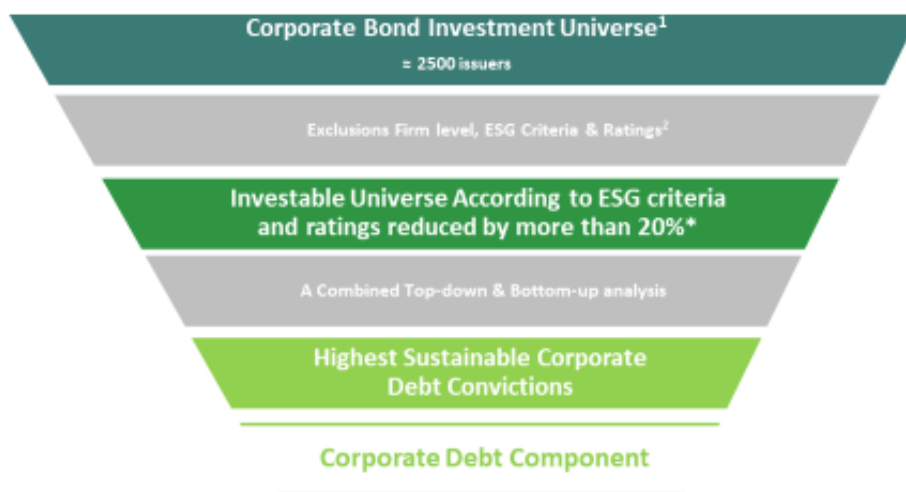 Corporate Bond Investment Universe¹
≈ 2500 issuers
Exclusions Firm level, ESG Criteria & Ratings²
Investable Universe According to ESG criteria
and ratings reduced by more than 20%*
A Combined Top-down & Bottom-up analysis
Highest Sustainable Corporate
Debt Convictions
Corporate Debt Component